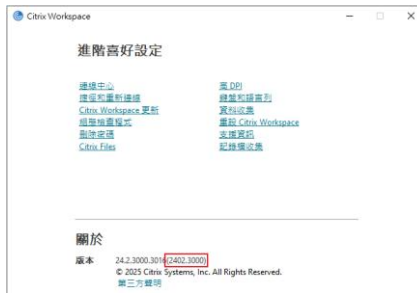 Citrix Workspace
進階喜好設定
連線中心
捷徑和重新連線
Citrix Workspace 更新
組態檢查程式
刪除密碼
Citrix Files
高 DPI
鍵盤和語言列
資料收集
重設 Citrix Workspace
支援資訊
記錄檔收集
關於
版本 24.2.3000.3016(2402.3000)
© 2025 Citrix Systems, Inc. All Rights Reserved.
第三方聲明